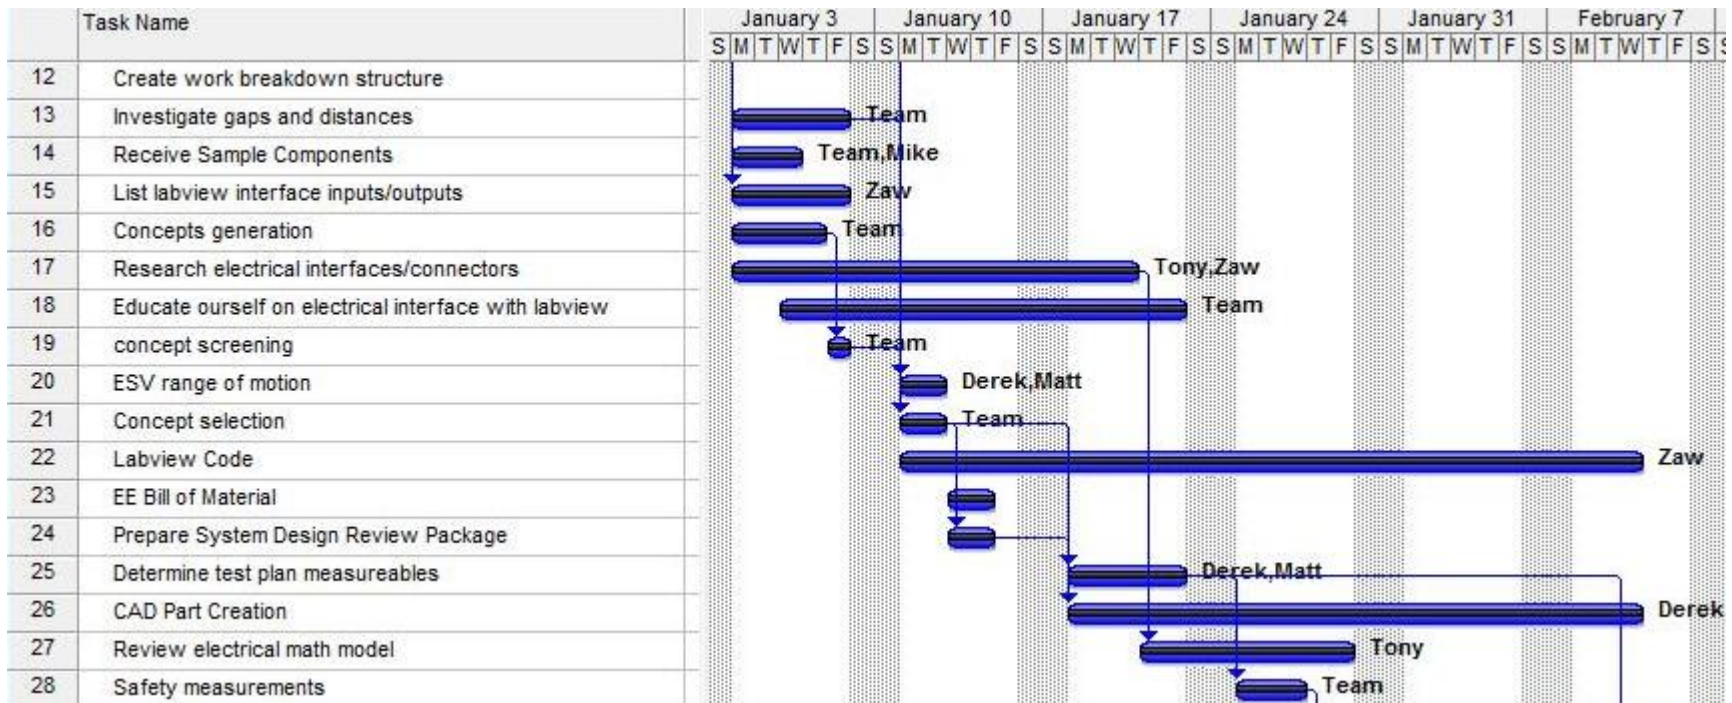 Task Name
January 3 January 10 January 17 January 24 January 31 February 7
S M T W T F S S M T W T F S S M T W T F S S M T W T F S S M T W T F S S M T W T F S S
12 Create work breakdown structure
13 Investigate gaps and distances Team
14 Receive Sample Components Team,Mike
15 List labview interface inputs/outputs Zaw
16 Concepts generation Team
17 Research electrical interfaces/connectors Tony,Zaw
18 Educate ourself on electrical interface with labview Team
19 concept screening Team
20 ESV range of motion Derek,Matt
21 Concept selection Team
22 Labview Code Zaw
23 EE Bill of Material
24 Prepare System Design Review Package
25 Determine test plan measureables Derek,Matt
26 CAD Part Creation Derek
27 Review electrical math model Tony
28 Safety measurements Team